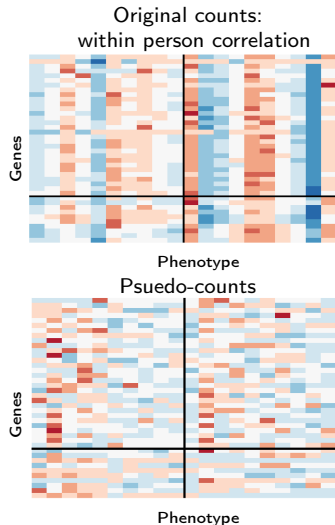 Original counts:
within person correlation
Genes
Phenotype
Psuedo-counts
Genes
Phenotype